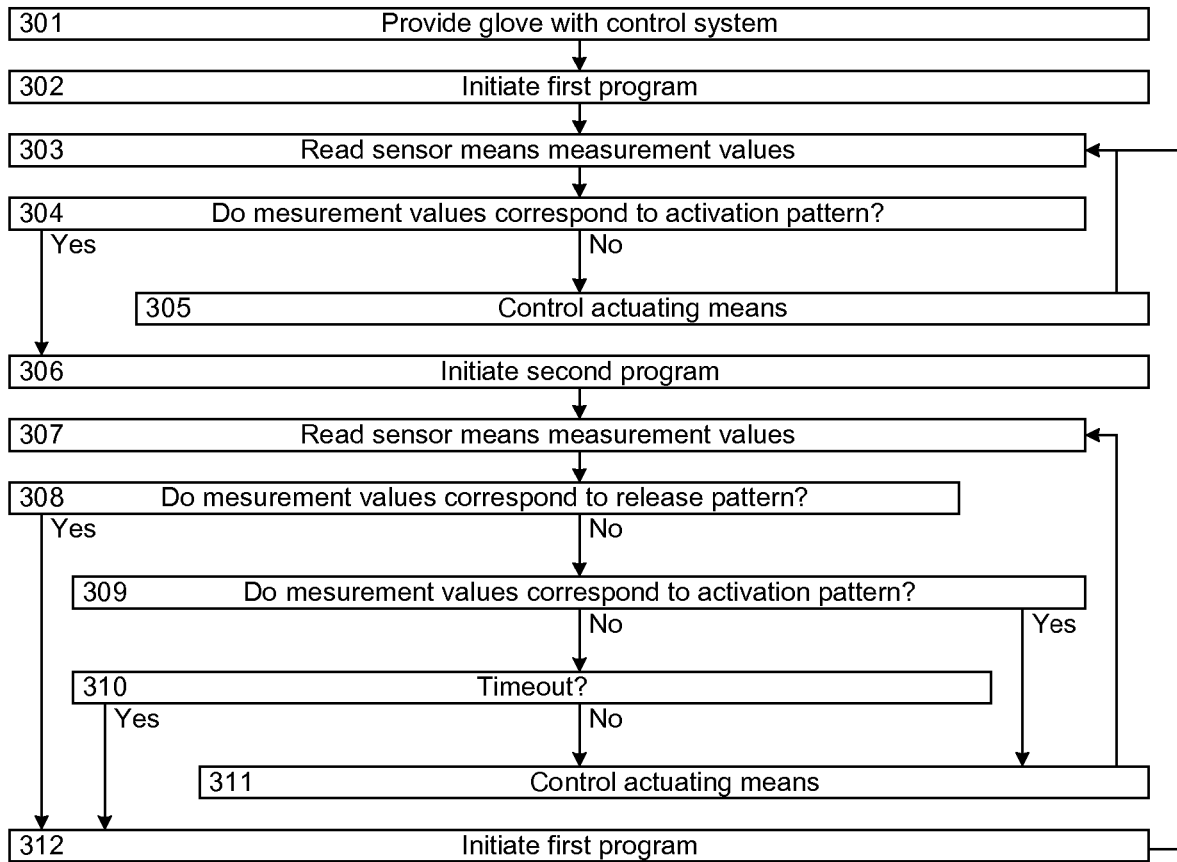 301 Provide glove with control system
302 Initiate first program
303 Read sensor means measurement values
304 Do mesurement values correspond to activation pattern?
Yes No
305 Control actuating means
306 Initiate second program
307 Read sensor means measurement values
308 Do mesurement values correspond to release pattern?
Yes No
309 Do mesurement values correspond to activation pattern?
No Yes
310 Timeout?
Yes No
311 Control actuating means
312 Initiate first program